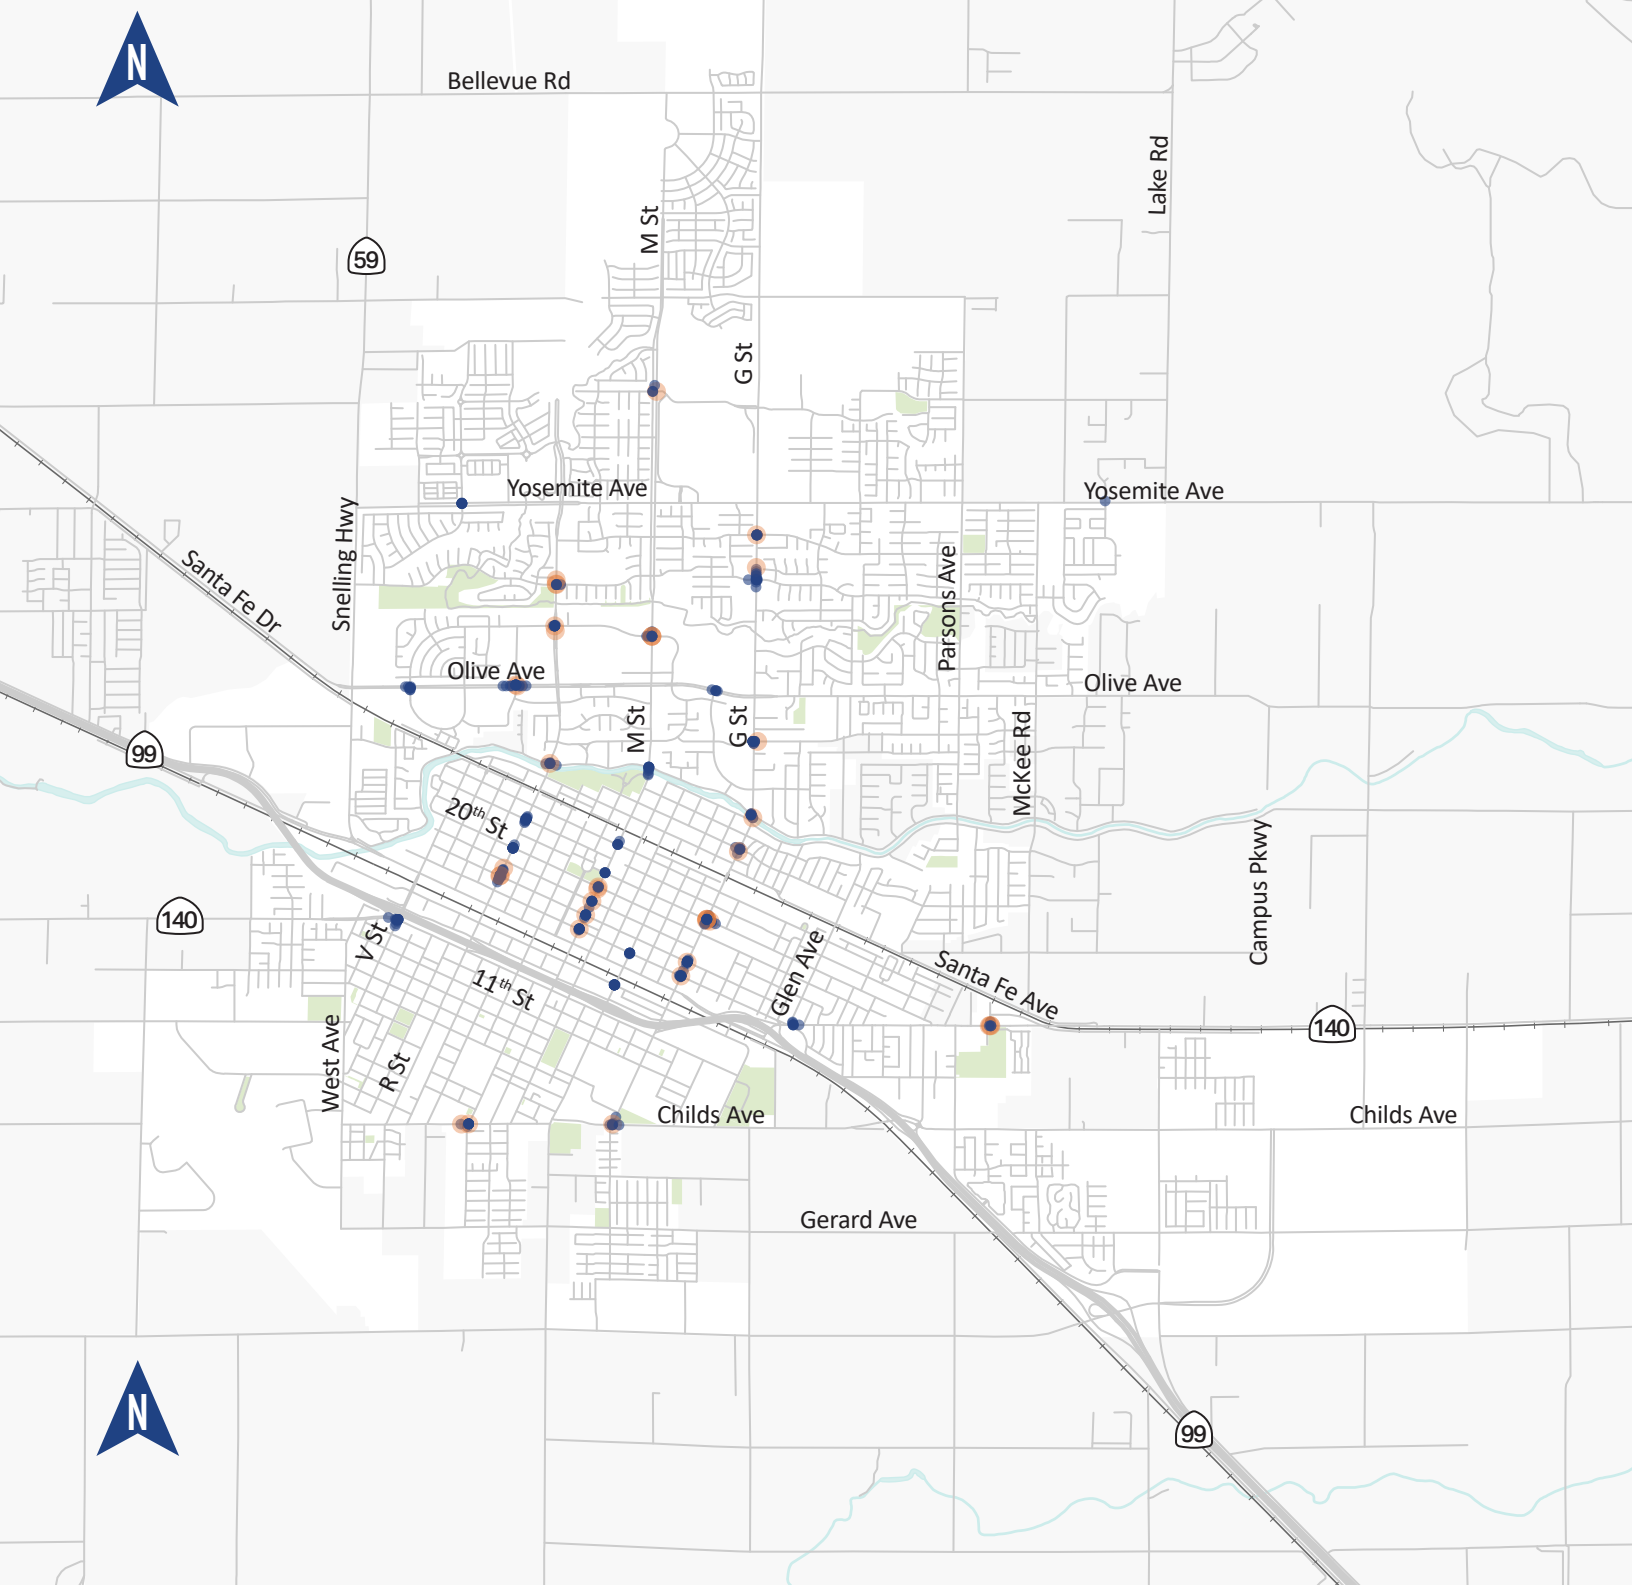 N
Bellevue Rd
Lake Rd
M St
59
G St
Yosemite Ave
Yosemite Ave
Snelling Hwy
Santa Fe Dr
Parsons Ave
Olive Ave
Olive Ave
M St
G St
McKee Rd
99
20th St
Campus Pkwy
140
V St
Glen Ave
Santa Fe Ave
11th St
140
West Ave
R St
Childs Ave
Childs Ave
Gerard Ave
N
99